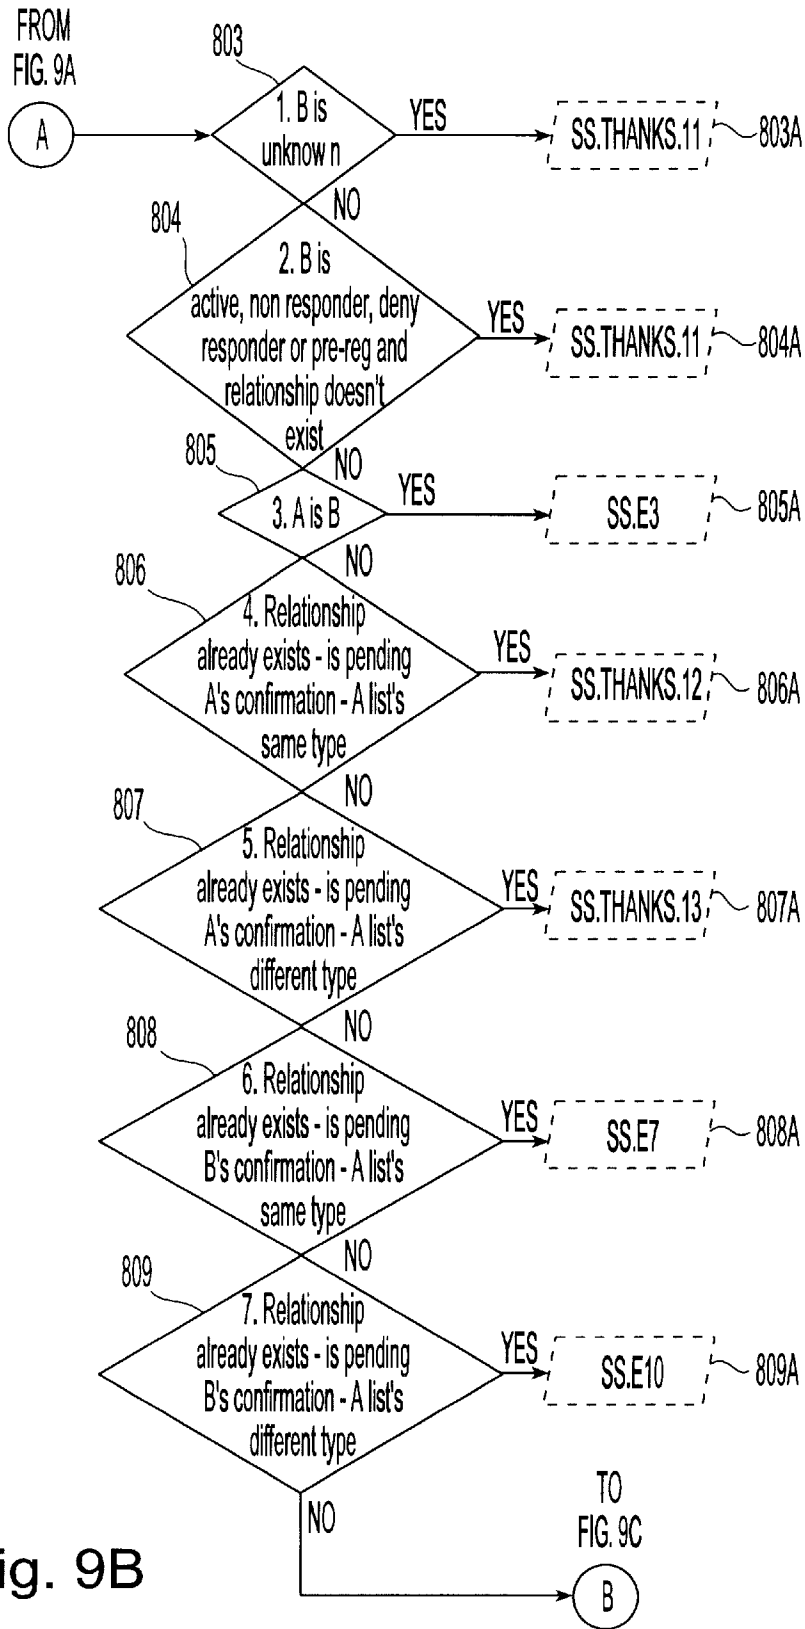 FROM
FIG. 9A
A
803
1. B is
unknow n
YES
SS.THANKS.11
803A
NO
804
2. B is
active, non responder, deny
responder or pre-reg and
relationship doesn't
exist
YES
SS.THANKS.11
804A
NO
805
3. A is B
YES
SS.E3
805A
NO
806
4. Relationship
already exists - is pending
A's confirmation - A list's
same type
YES
SS.THANKS.12
806A
NO
807
5. Relationship
already exists - is pending
A's confirmation - A list's
different type
YES
SS.THANKS.13
807A
NO
808
6. Relationship
already exists - is pending
B's confirmation - A list's
same type
YES
SS.E7
808A
NO
809
7. Relationship
already exists - is pending
B's confirmation - A list's
different type
YES
SS.E10
809A
NO
TO
FIG. 9C
B
ig. 9B